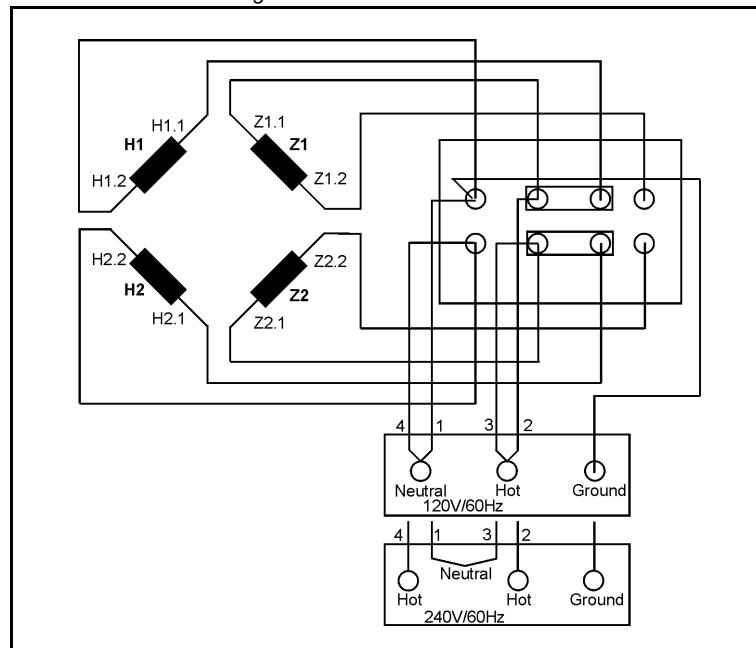 H1.1
H1
H1.2
Z1.1
Z1
Z1.2
H2.2
H2
H2.1
Z2.2
Z2
Z2.1
4 1 3 2
Neutral Hot Ground
120V/60Hz
4 1 3 2
Neutral
Hot Hot Ground
240V/60Hz